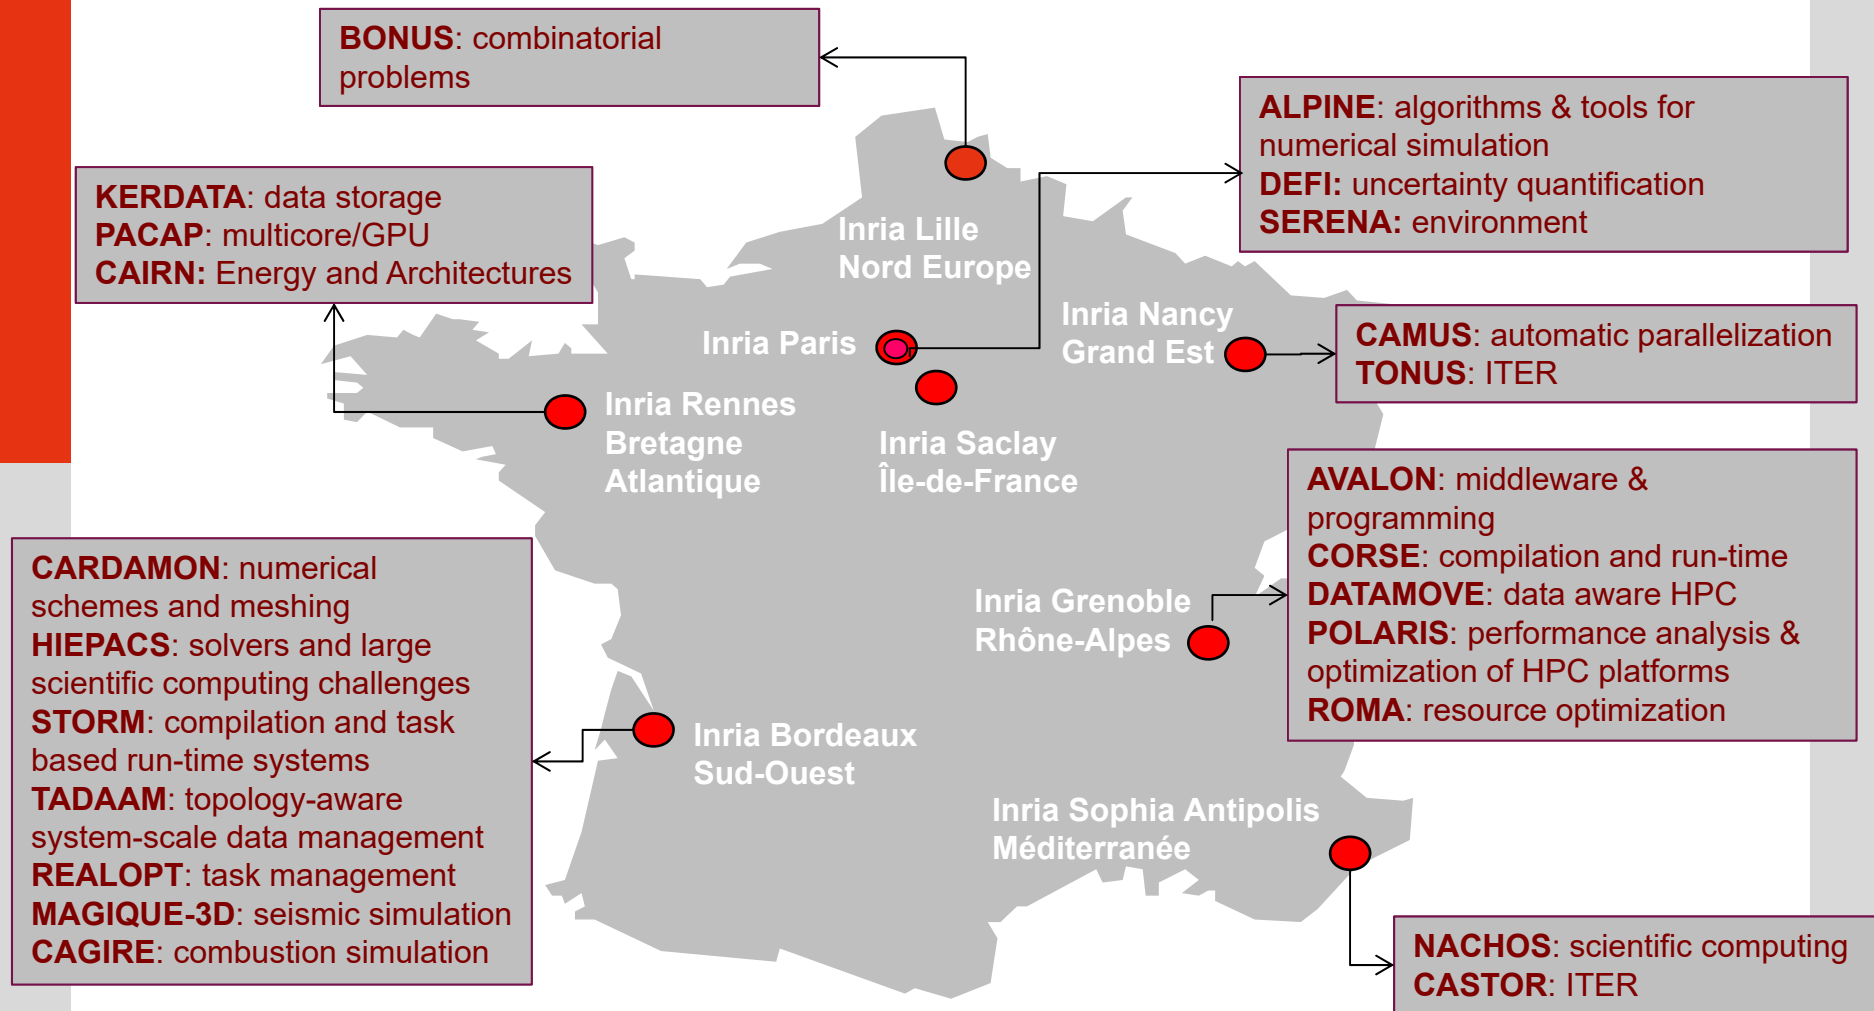 BONUS: combinatorial
problems
ALPINE: algorithms & tools for
numerical simulation
DEFI: uncertainty quantification
SERENA: environment
KERDATA: data storage
PACAP: multicore/GPU
CAIRN: Energy and Architectures
Inria Lille
Nord Europe
Inria Paris
Inria Nancy
Grand Est
CAMUS: automatic parallelization
TONUS: ITER
Inria Rennes
Bretagne
Atlantique
Inria Saclay
Île-de-France
AVALON: middleware &
programming
CORSE: compilation and run-time
DATAMOVE: data aware HPC
POLARIS: performance analysis &
optimization of HPC platforms
ROMA: resource optimization
Inria Grenoble
Rhône-Alpes
CARDAMON: numerical
schemes and meshing
HIEPACS: solvers and large
scientific computing challenges
STORM: compilation and task
based run-time systems
TADAAM: topology-aware
system-scale data management
REALOPT: task management
MAGIQUE-3D: seismic simulation
CAGIRE: combustion simulation
Inria Bordeaux
Sud-Ouest
Inria Sophia Antipolis
Méditerranée
NACHOS: scientific computing
CASTOR: ITER